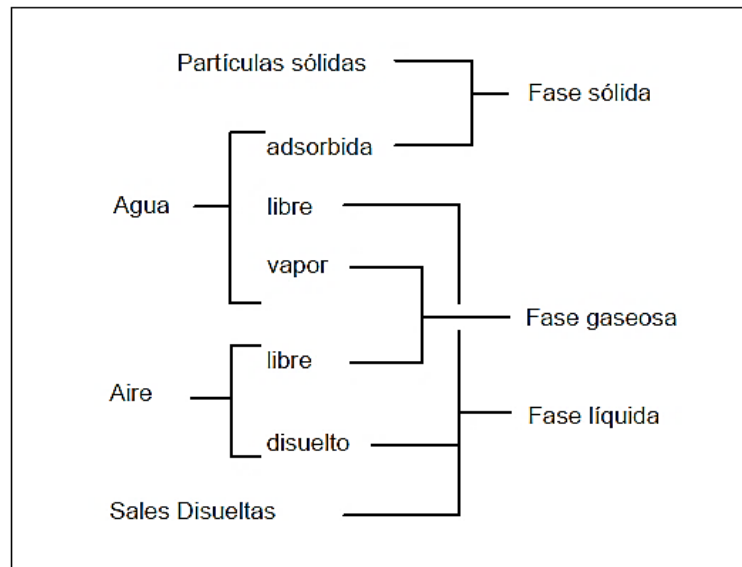 Partículas sólidas
Fase sólida
adsorbida
Agua
libre
vapor
Fase gaseosa
libre
Aire
Fase líquida
disuelto
Sales Disueltas